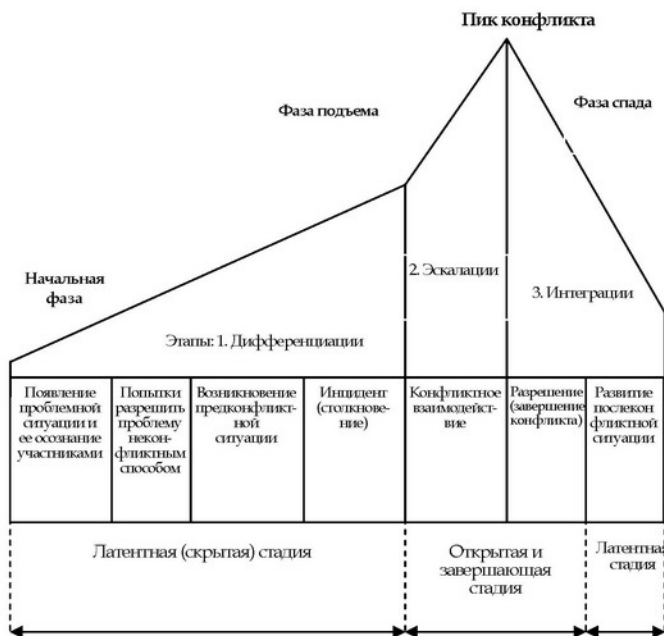 Пик конфликта
Фаза подъема
Фаза спада
Начальная
фаза
2. Эскалации
3. Интеграции
Этапы: 1. Дифференциации
Появление
проблемной
ситуации и
ее осознание
участниками
Попытки
разрешить
проблему
некон-
фликтным
способом
Возникновение
предконфликт-
ной
ситуации
Инцидент
(столкнове-
ние)
Конфликтное
взаимодейст-
вие
Разрешение
(завершение
конфликта)
Развитие
послекон
фликтной
ситуации
Латентная (скрытая) стадия
Открытая и
завершающая
стадия
Латентная
стадия